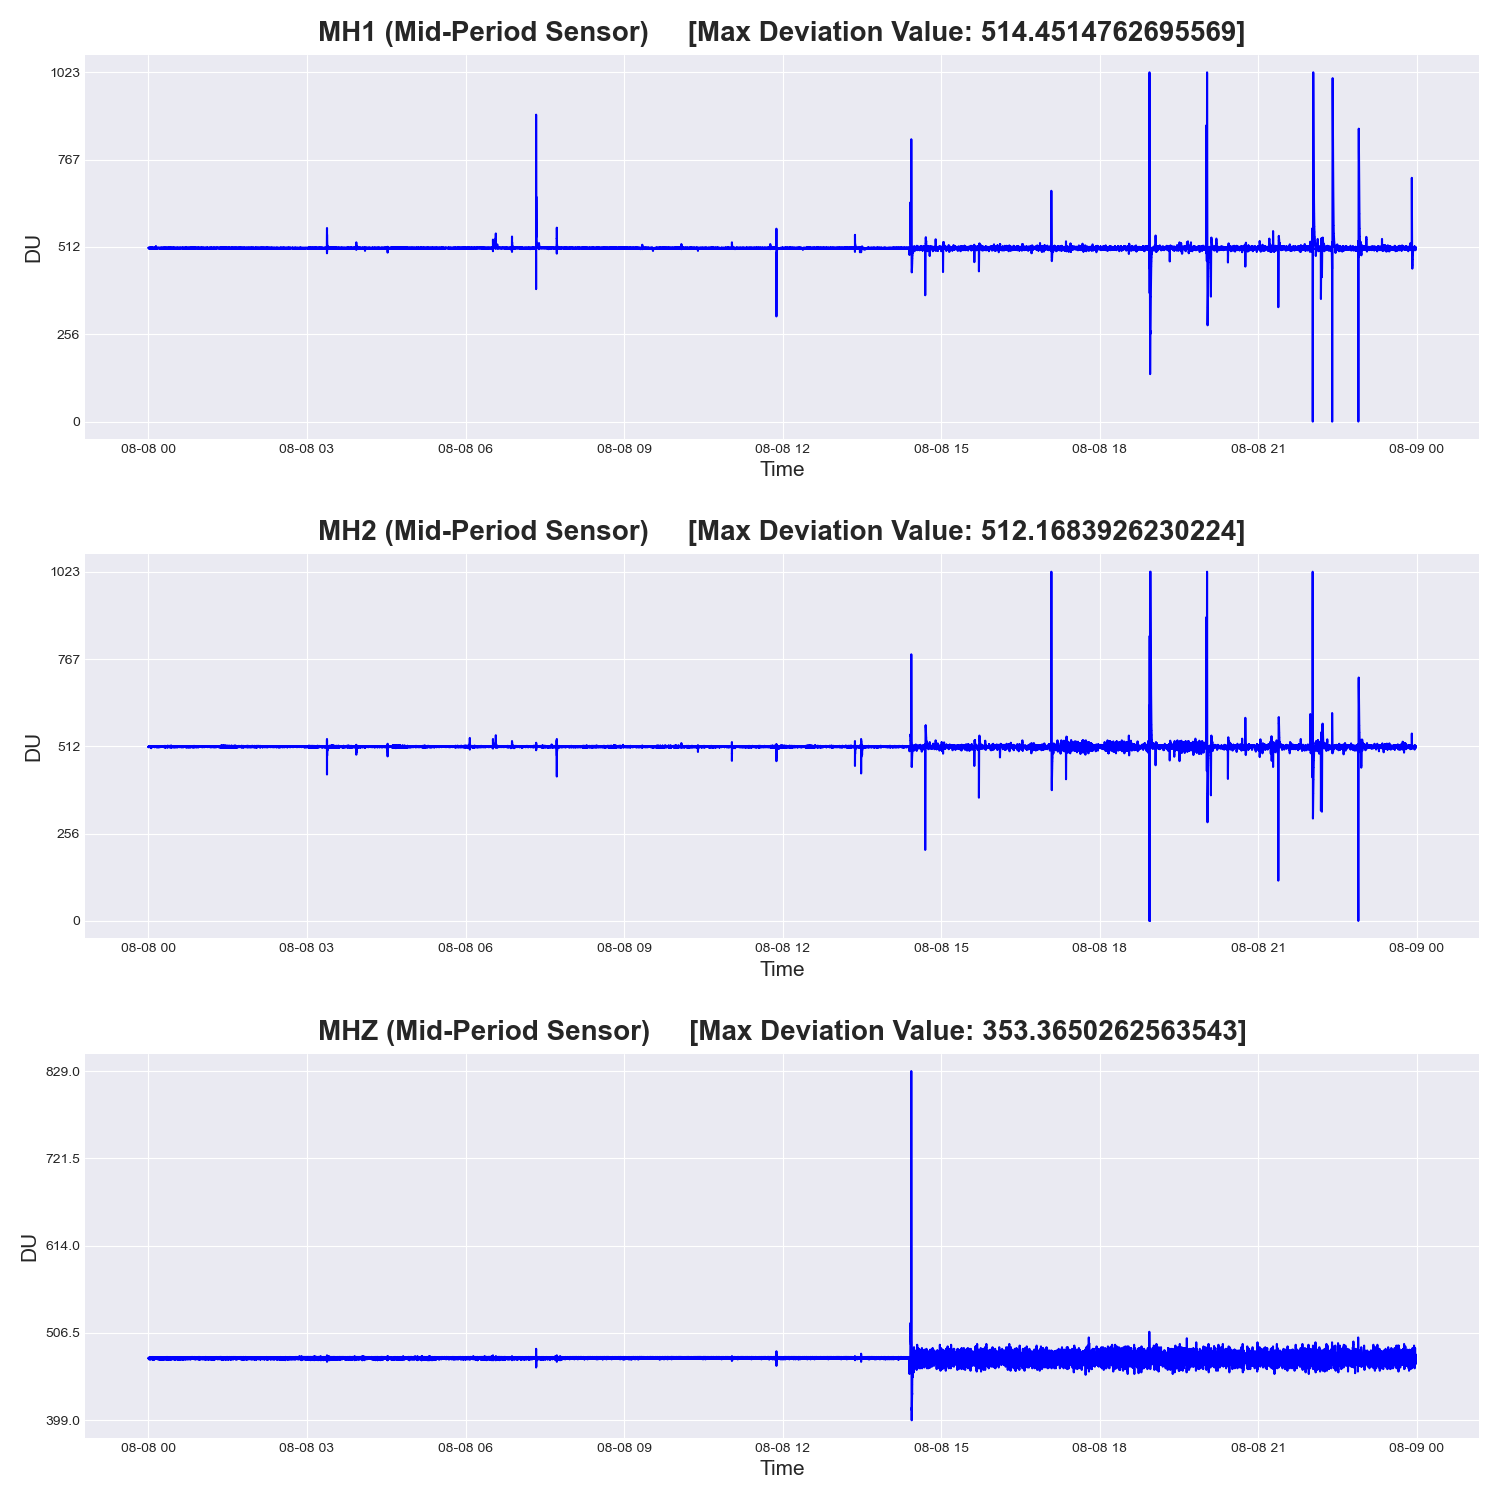 MH1 (Mid-Period Sensor) [Max Deviation Value: 514.4514762695569]
1023
767
512
256
0
DU
08-08 00 08-08 03 08-08 06 08-08 09 08-08 12 08-08 15 08-08 18 08-08 21 08-09 00
Time
MH2 (Mid-Period Sensor) [Max Deviation Value: 512.1683926230224]
1023
767
512
256
0
DU
08-08 00 08-08 03 08-08 06 08-08 09 08-08 12 08-08 15 08-08 18 08-08 21 08-09 00
Time
MHZ (Mid-Period Sensor) [Max Deviation Value: 353.3650262563543]
829.0
721.5
614.0
506.5
399.0
DU
08-08 00 08-08 03 08-08 06 08-08 09 08-08 12 08-08 15 08-08 18 08-08 21 08-09 00
Time